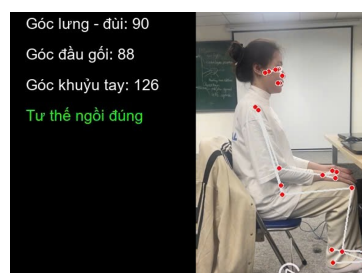 Góc lưng - đùi: 90
Góc đầu gối: 88
Góc khuỷu tay: 126
Tư thế ngồi đúng